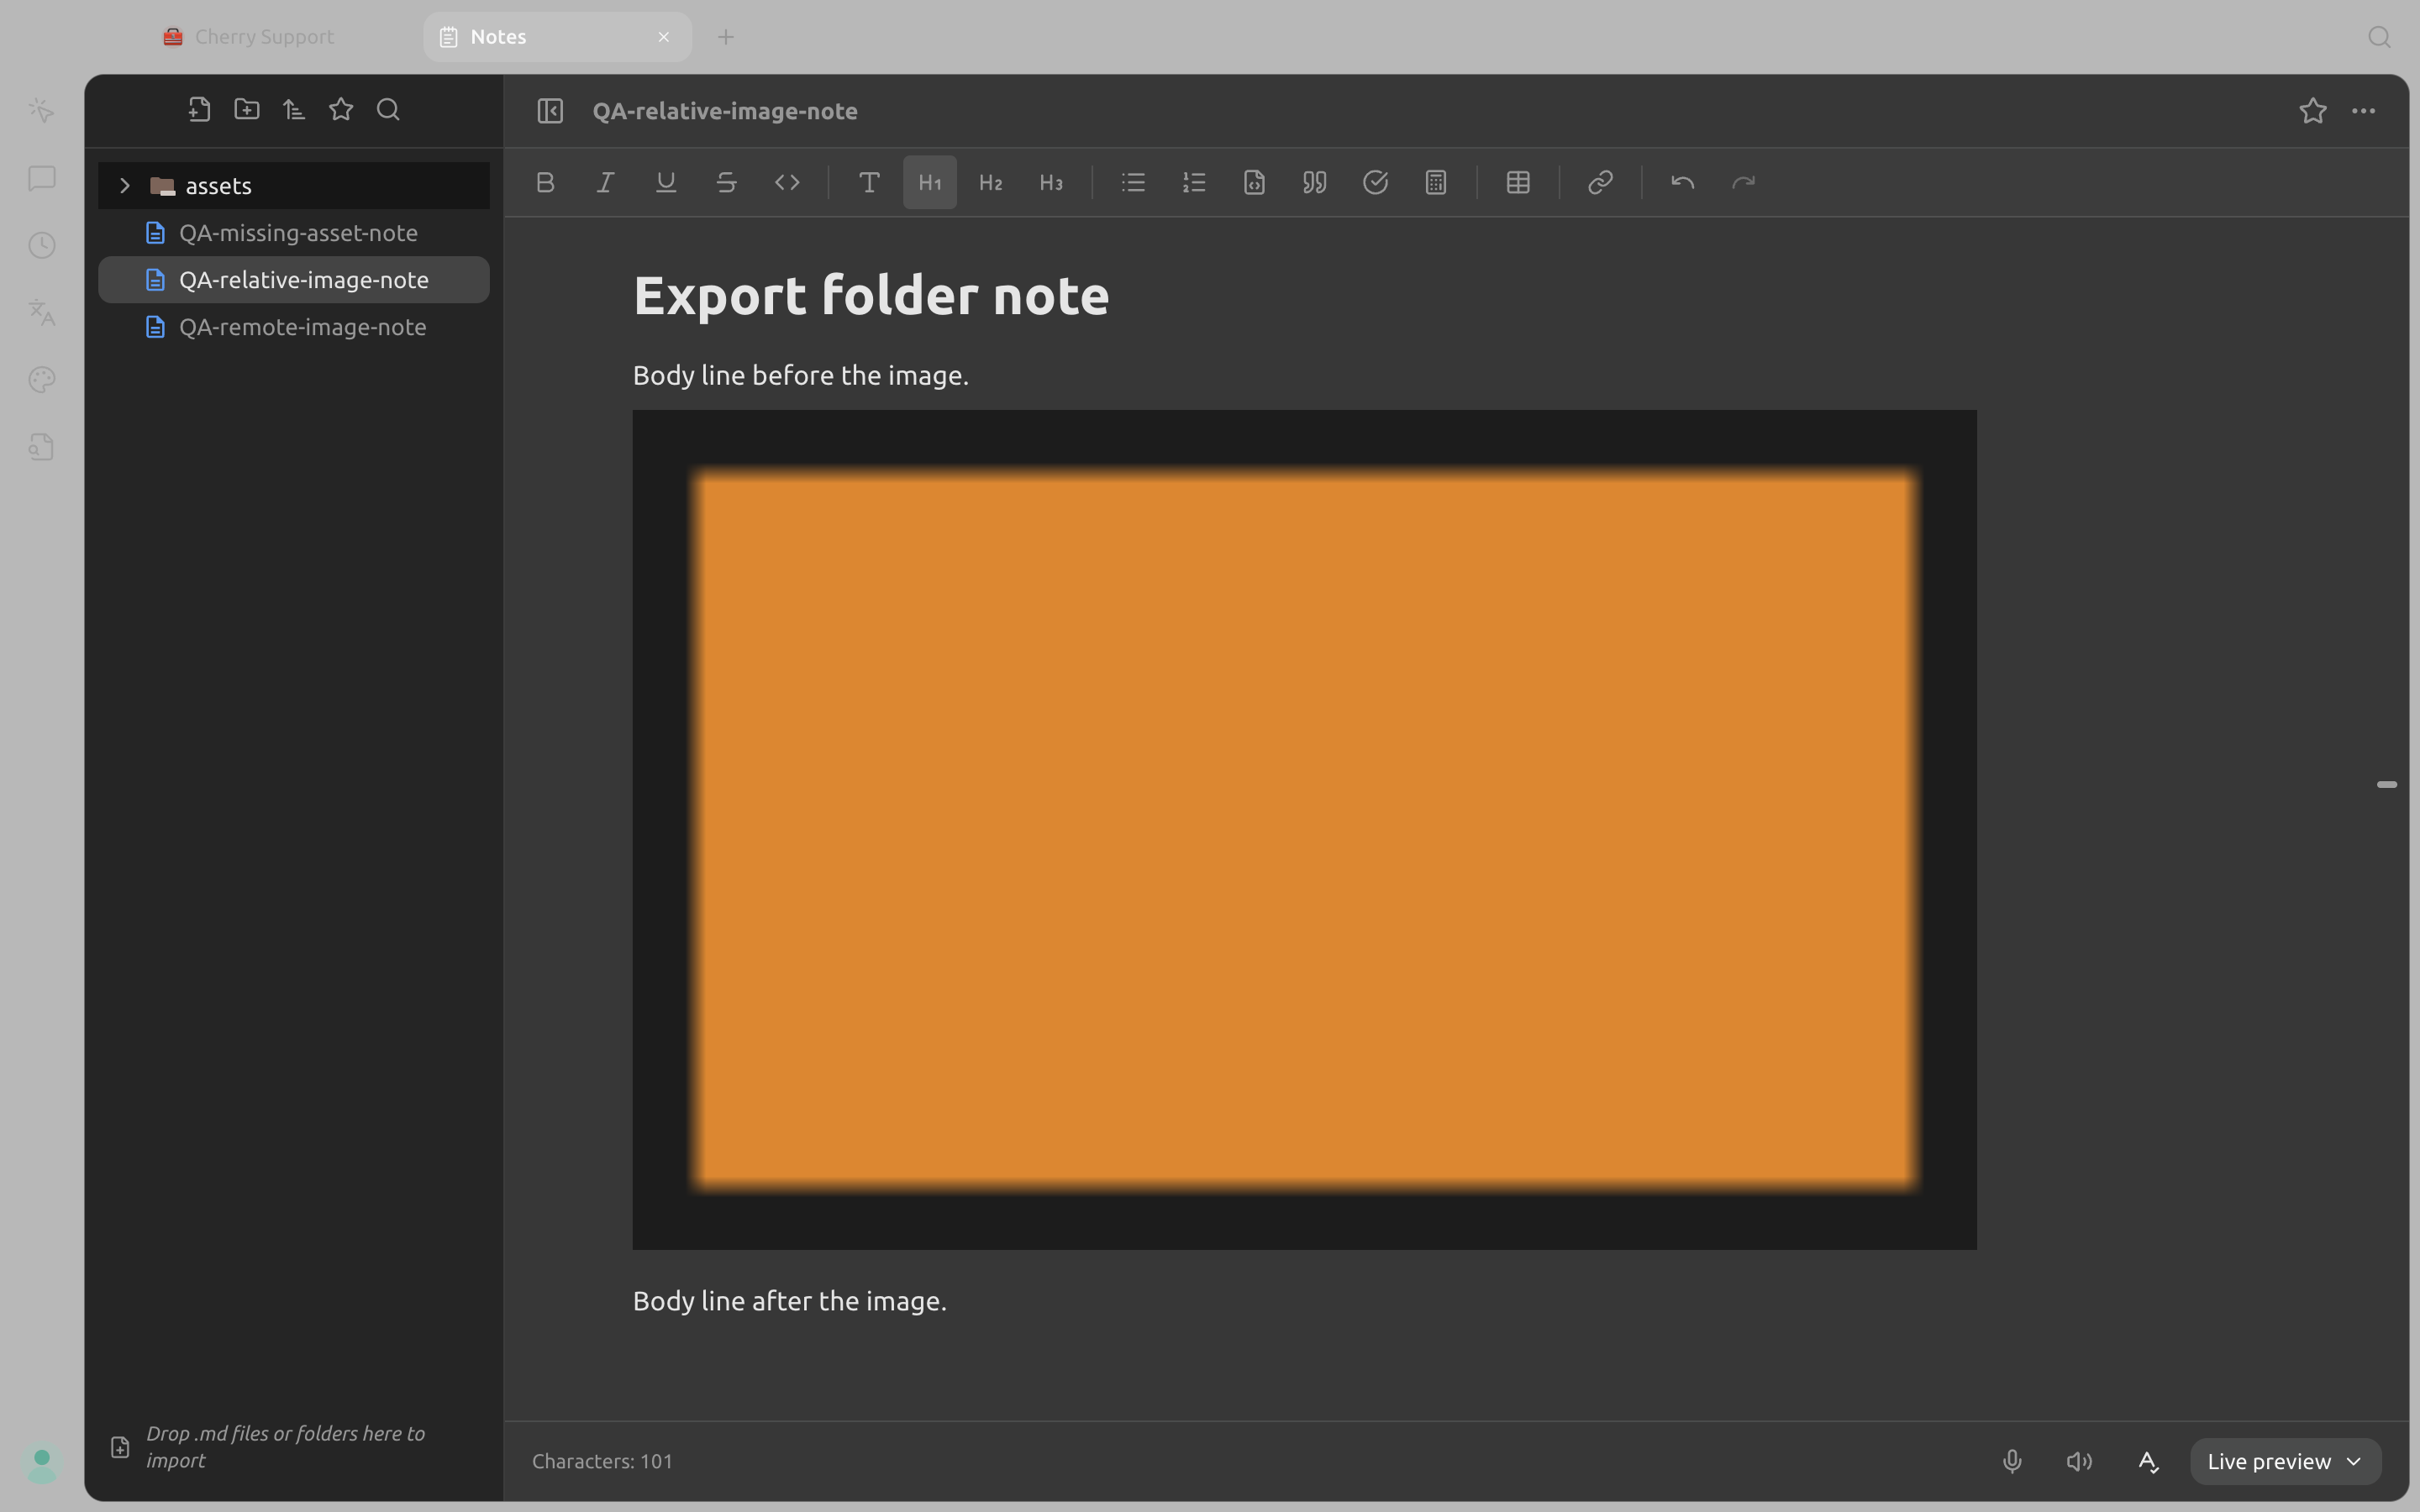 Cherry Support
Notes
QA-relative-image-note
H1
H2
H3
assets
QA-missing-asset-note
QA-relative-image-note
QA-remote-image-note
Export folder note
Body line before the image.
Body line after the image.
Drop .md files or folders here to
import
Characters: 101
Live preview